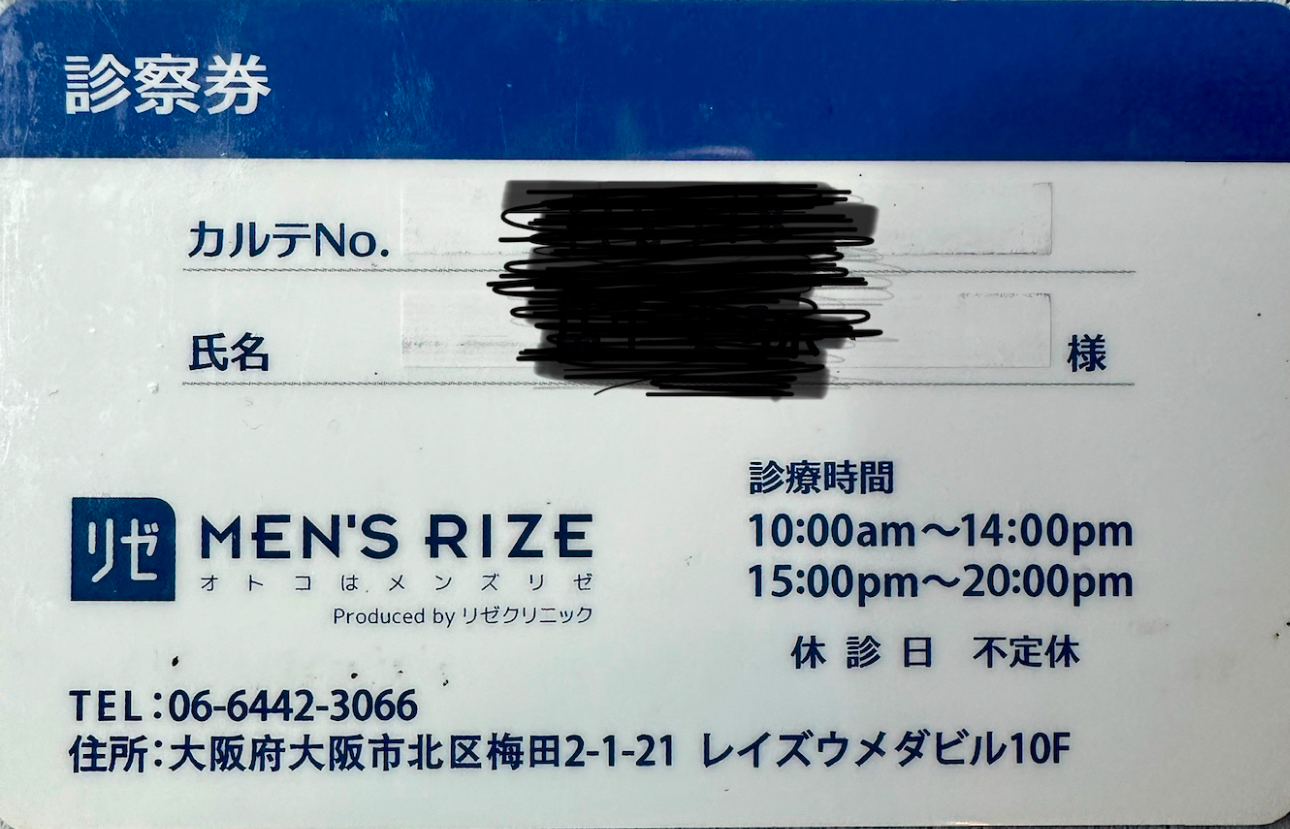 診察券
カルテNo.
氏名 様
リゼ MEN'S RIZE
オトコは、メンズリゼ
Produced by リゼクリニック
診療時間
10:00am～14:00pm
15:00pm～20:00pm
休診日 不定休
TEL：06-6442-3066
住所：大阪府大阪市北区梅田2-1-21 レイズウメダビル10F